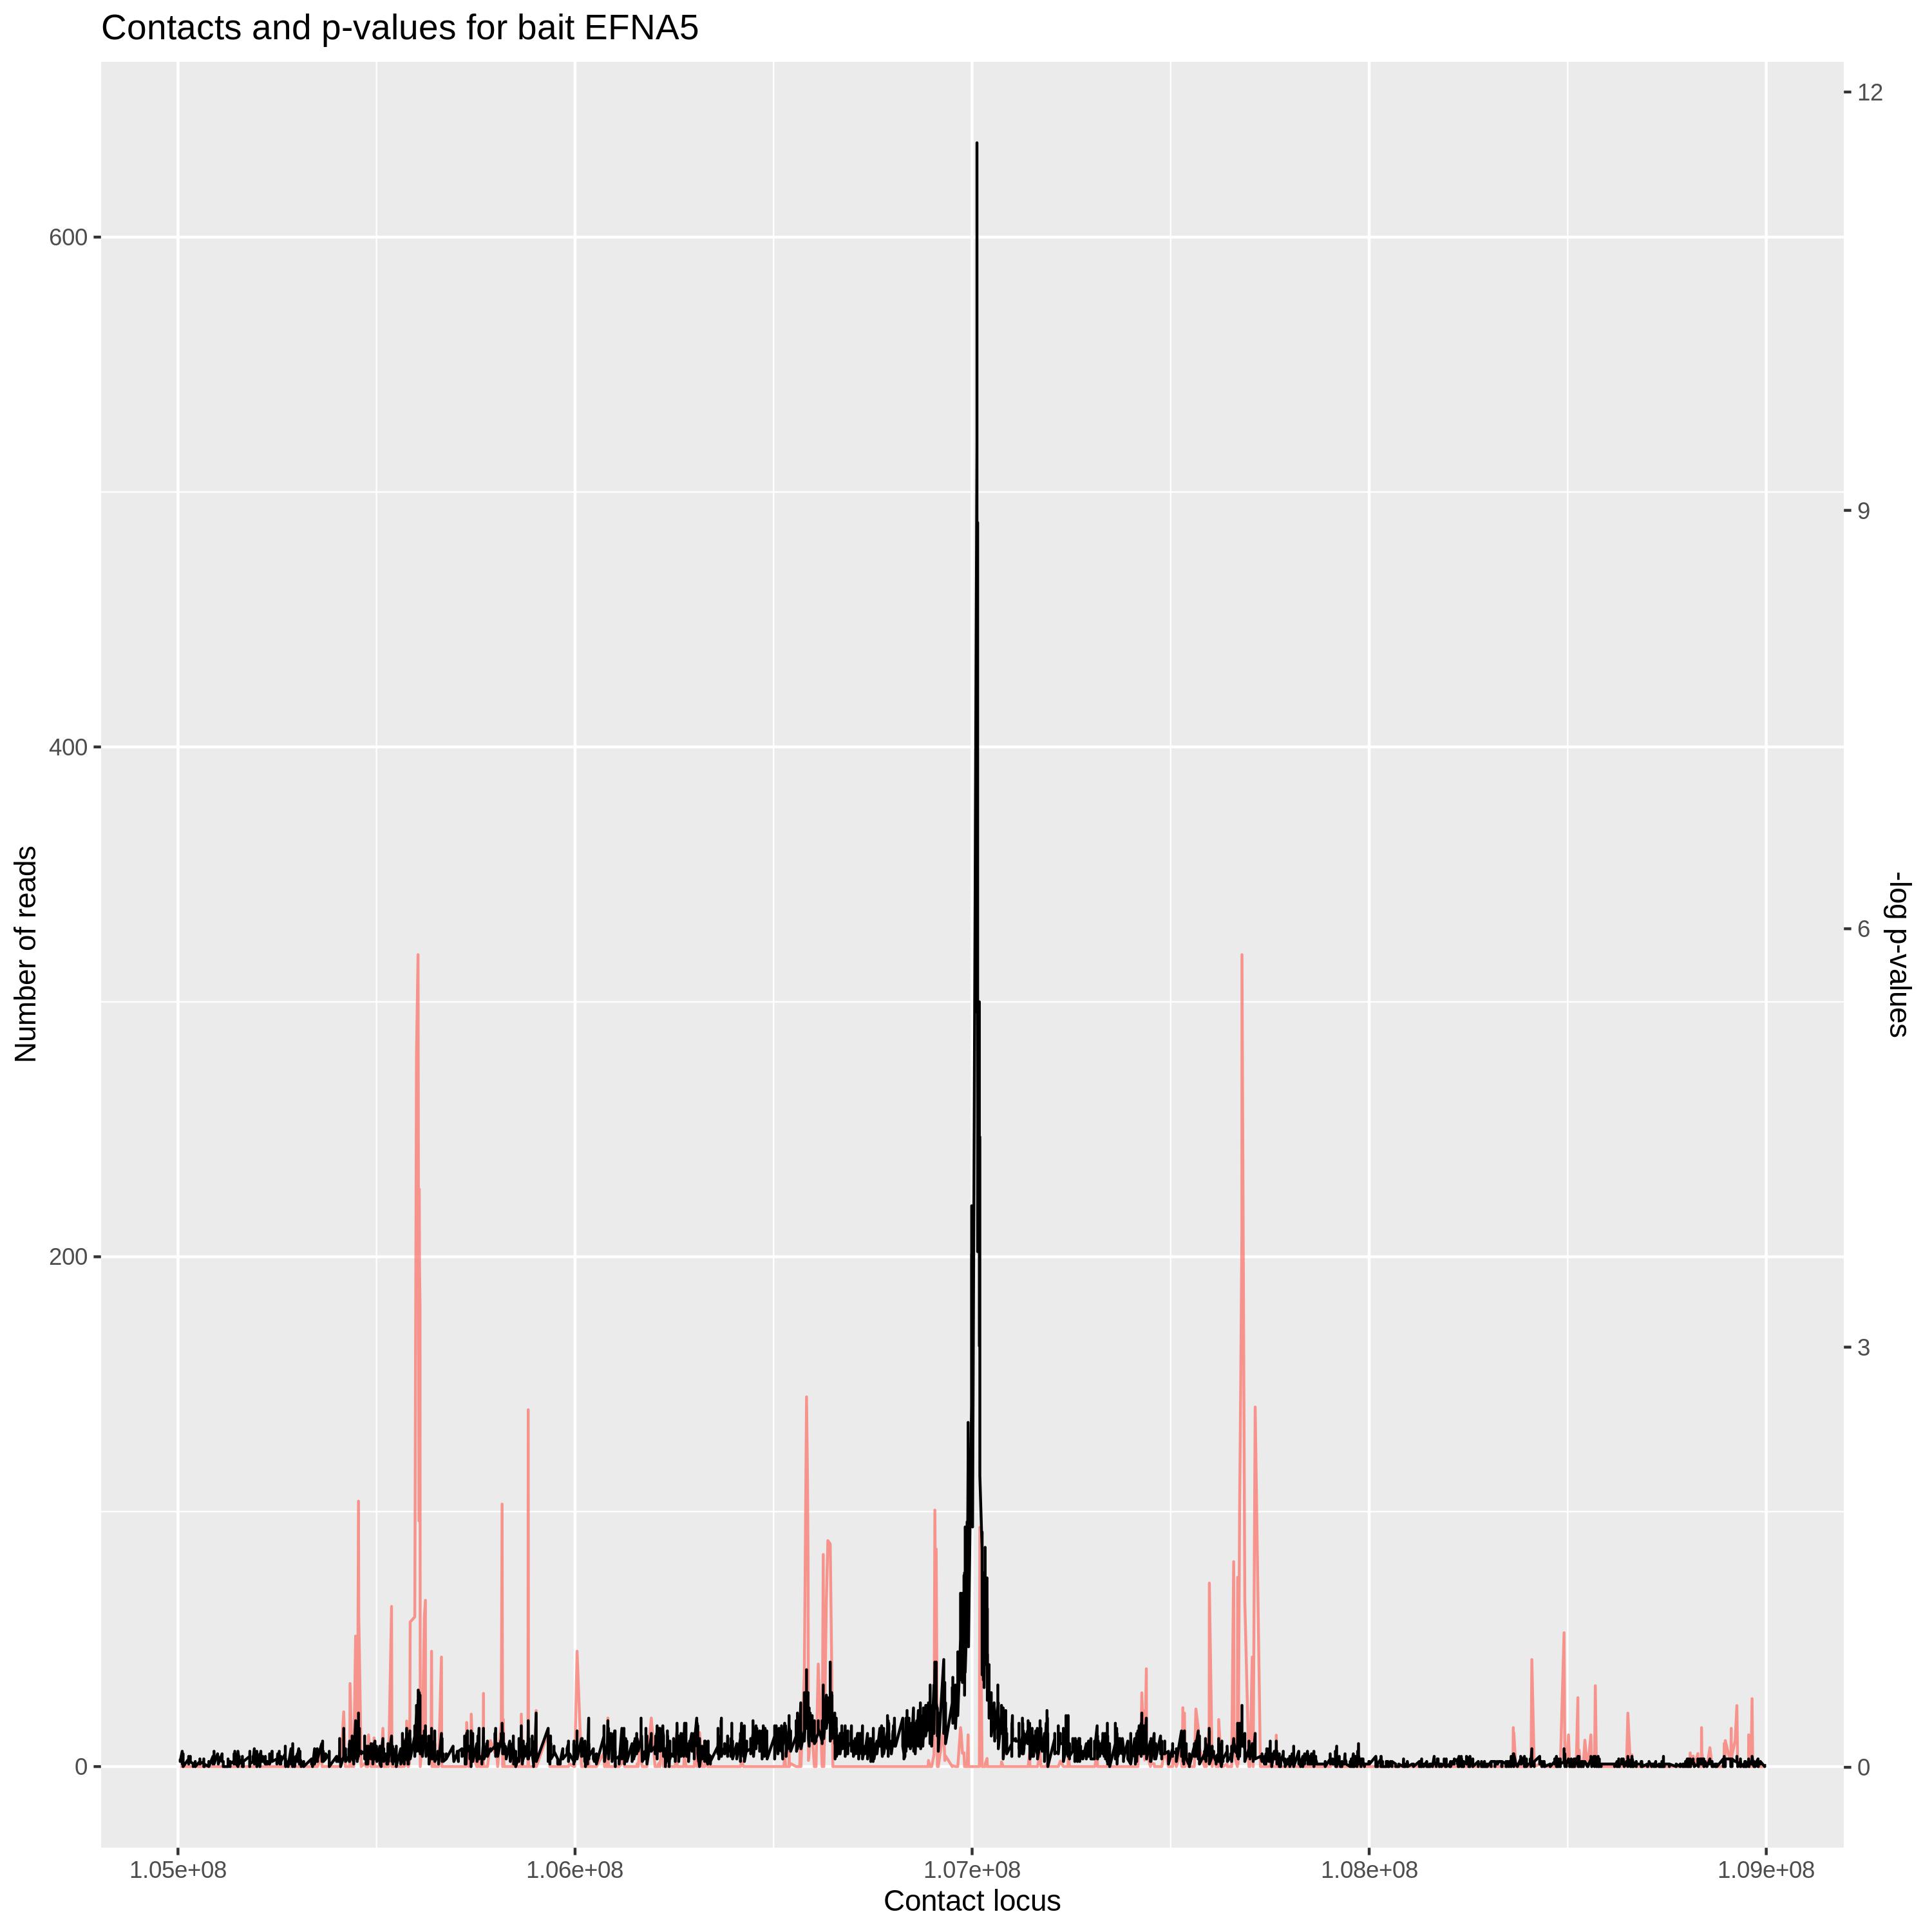 Contacts and p-values for bait EFNA5
12
600
9
400
Number of reads
6
-log p-values
200
3
0
0
1.05e+08
1.06e+08
1.07e+08
1.08e+08
1.09e+08
Contact locus